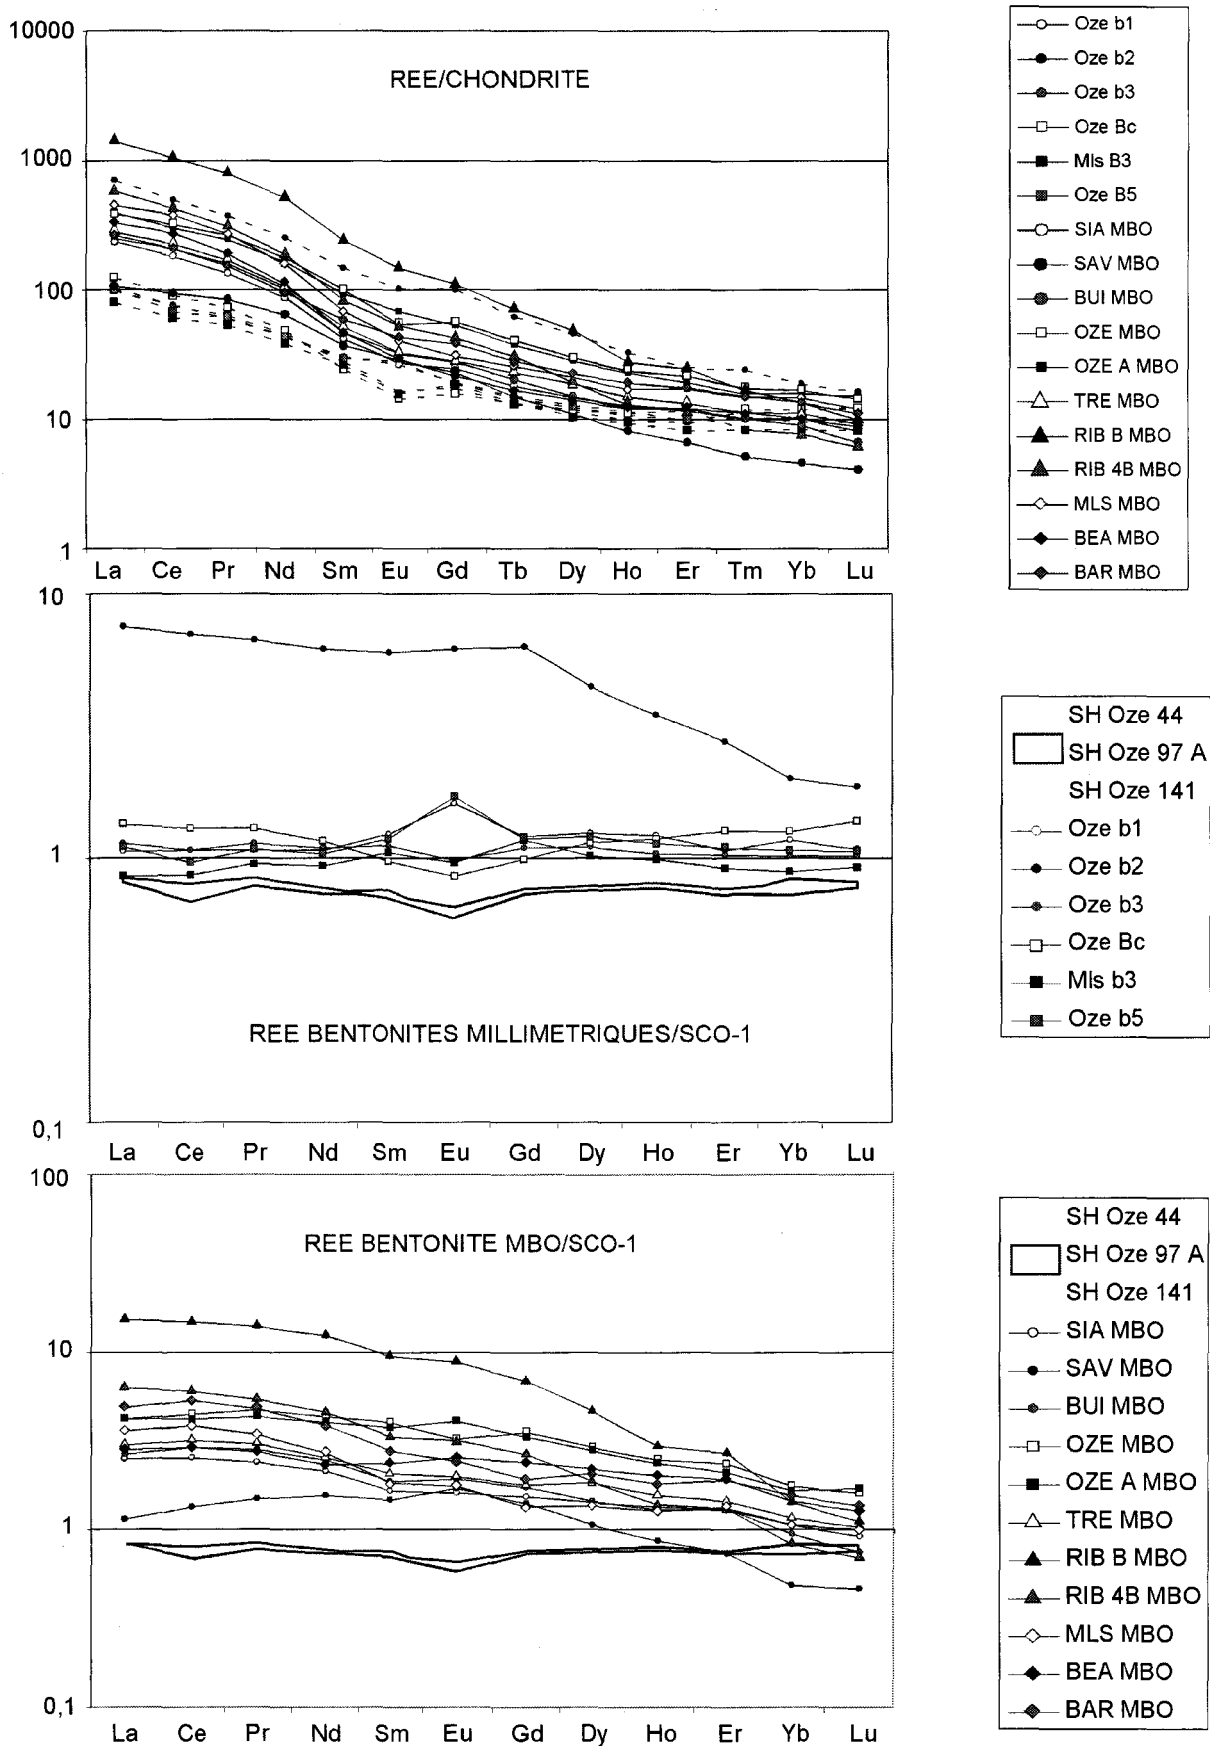 10000
REE/CHONDRITE
1000
100
10
1
La Ce Pr Nd Sm Eu Gd Tb Dy Ho Er Tm Yb Lu
Oze b1
Oze b2
Oze b3
Oze Bc
Mls B3
Oze B5
SIA MBO
SAV MBO
BUI MBO
OZE MBO
OZE A MBO
TRE MBO
RIB B MBO
RIB 4B MBO
MLS MBO
BEA MBO
BAR MBO
10
1
REE BENTONITES MILLIMETRIQUES/SCO-1
0,1
La Ce Pr Nd Sm Eu Gd Dy Ho Er Yb Lu
SH Oze 44
SH Oze 97 A
SH Oze 141
Oze b1
Oze b2
Oze b3
Oze Bc
Mls b3
Oze b5
100
REE BENTONITE MBO/SCO-1
10
1
0,1
La Ce Pr Nd Sm Eu Gd Dy Ho Er Yb Lu
SH Oze 44
SH Oze 97 A
SH Oze 141
SIA MBO
SAV MBO
BUI MBO
OZE MBO
OZE A MBO
TRE MBO
RIB B MBO
RIB 4B MBO
MLS MBO
BEA MBO
BAR MBO